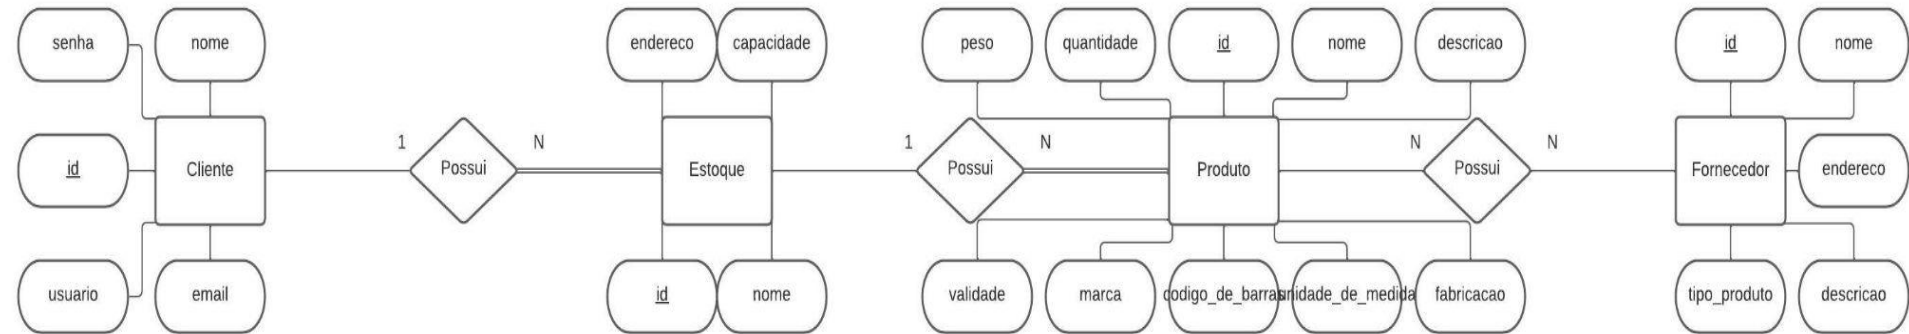 senha
nome
endereco
capacidade
peso
quantidade
id
nome
descricao
id
nome
1
N
1
N
N
N
id
Cliente
Possui
Estoque
Possui
Produto
Possui
Fornecedor
endereco
usuario
email
id
nome
validade
marca
codigo_de_barras
unidade_de_medida
fabricacao
tipo_produto
descricao